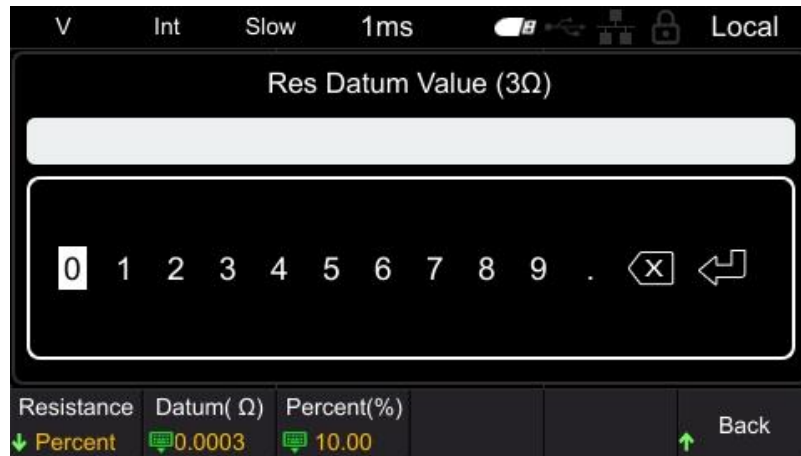 V Int Slow 1ms Local
Res Datum Value (3Ω)
0 1 2 3 4 5 6 7 8 9 .
Resistance Datum( Ω) Percent(%)
Percent 0.0003 10.00 Back